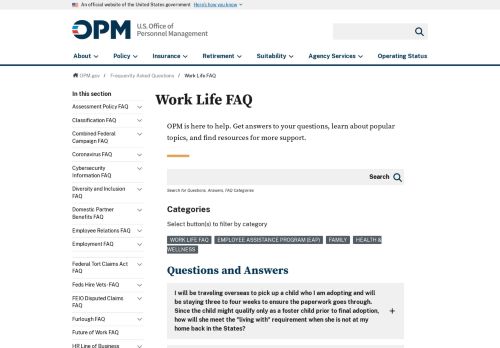 An official website of the United States government Here's how you know
OPM
U.S. Office of
Personnel Management
About
Policy
Insurance
Retirement
Suitability
Agency Services
Operating Status
OPM.gov / Frequently Asked Questions / Work Life FAQ
In this section
Assessment Policy FAQ
Classification FAQ
Combined Federal
Campaign FAQ
Coronavirus FAQ
Cybersecurity
Information FAQ
Diversity and Inclusion
FAQ
Domestic Partner
Benefits FAQ
Employee Relations FAQ
Employment FAQ
Federal Tort Claims Act
FAQ
Feds Hire Vets-FAQ
FEIO Disputed Claims
FAQ
Furlough FAQ
Future of Work FAQ
HR Line of Business
Work Life FAQ
OPM is here to help. Get answers to your questions, learn about popular
topics, and find resources for more support.
Search
Search for Questions, Answers, FAQ Categories
Categories
Select button(s) to filter by category
WORK LIFE FAQ EMPLOYEE ASSISTANCE PROGRAM (EAP) FAMILY HEALTH &
WELLNESS
Questions and Answers
I will be traveling overseas to pick up a child who I am adopting and will
be staying three to four weeks to ensure the paperwork goes through.
Since the child might qualify only as a foster child prior to final adoption,
how will she meet the "living with" requirement when she is not at my
home back in the States?